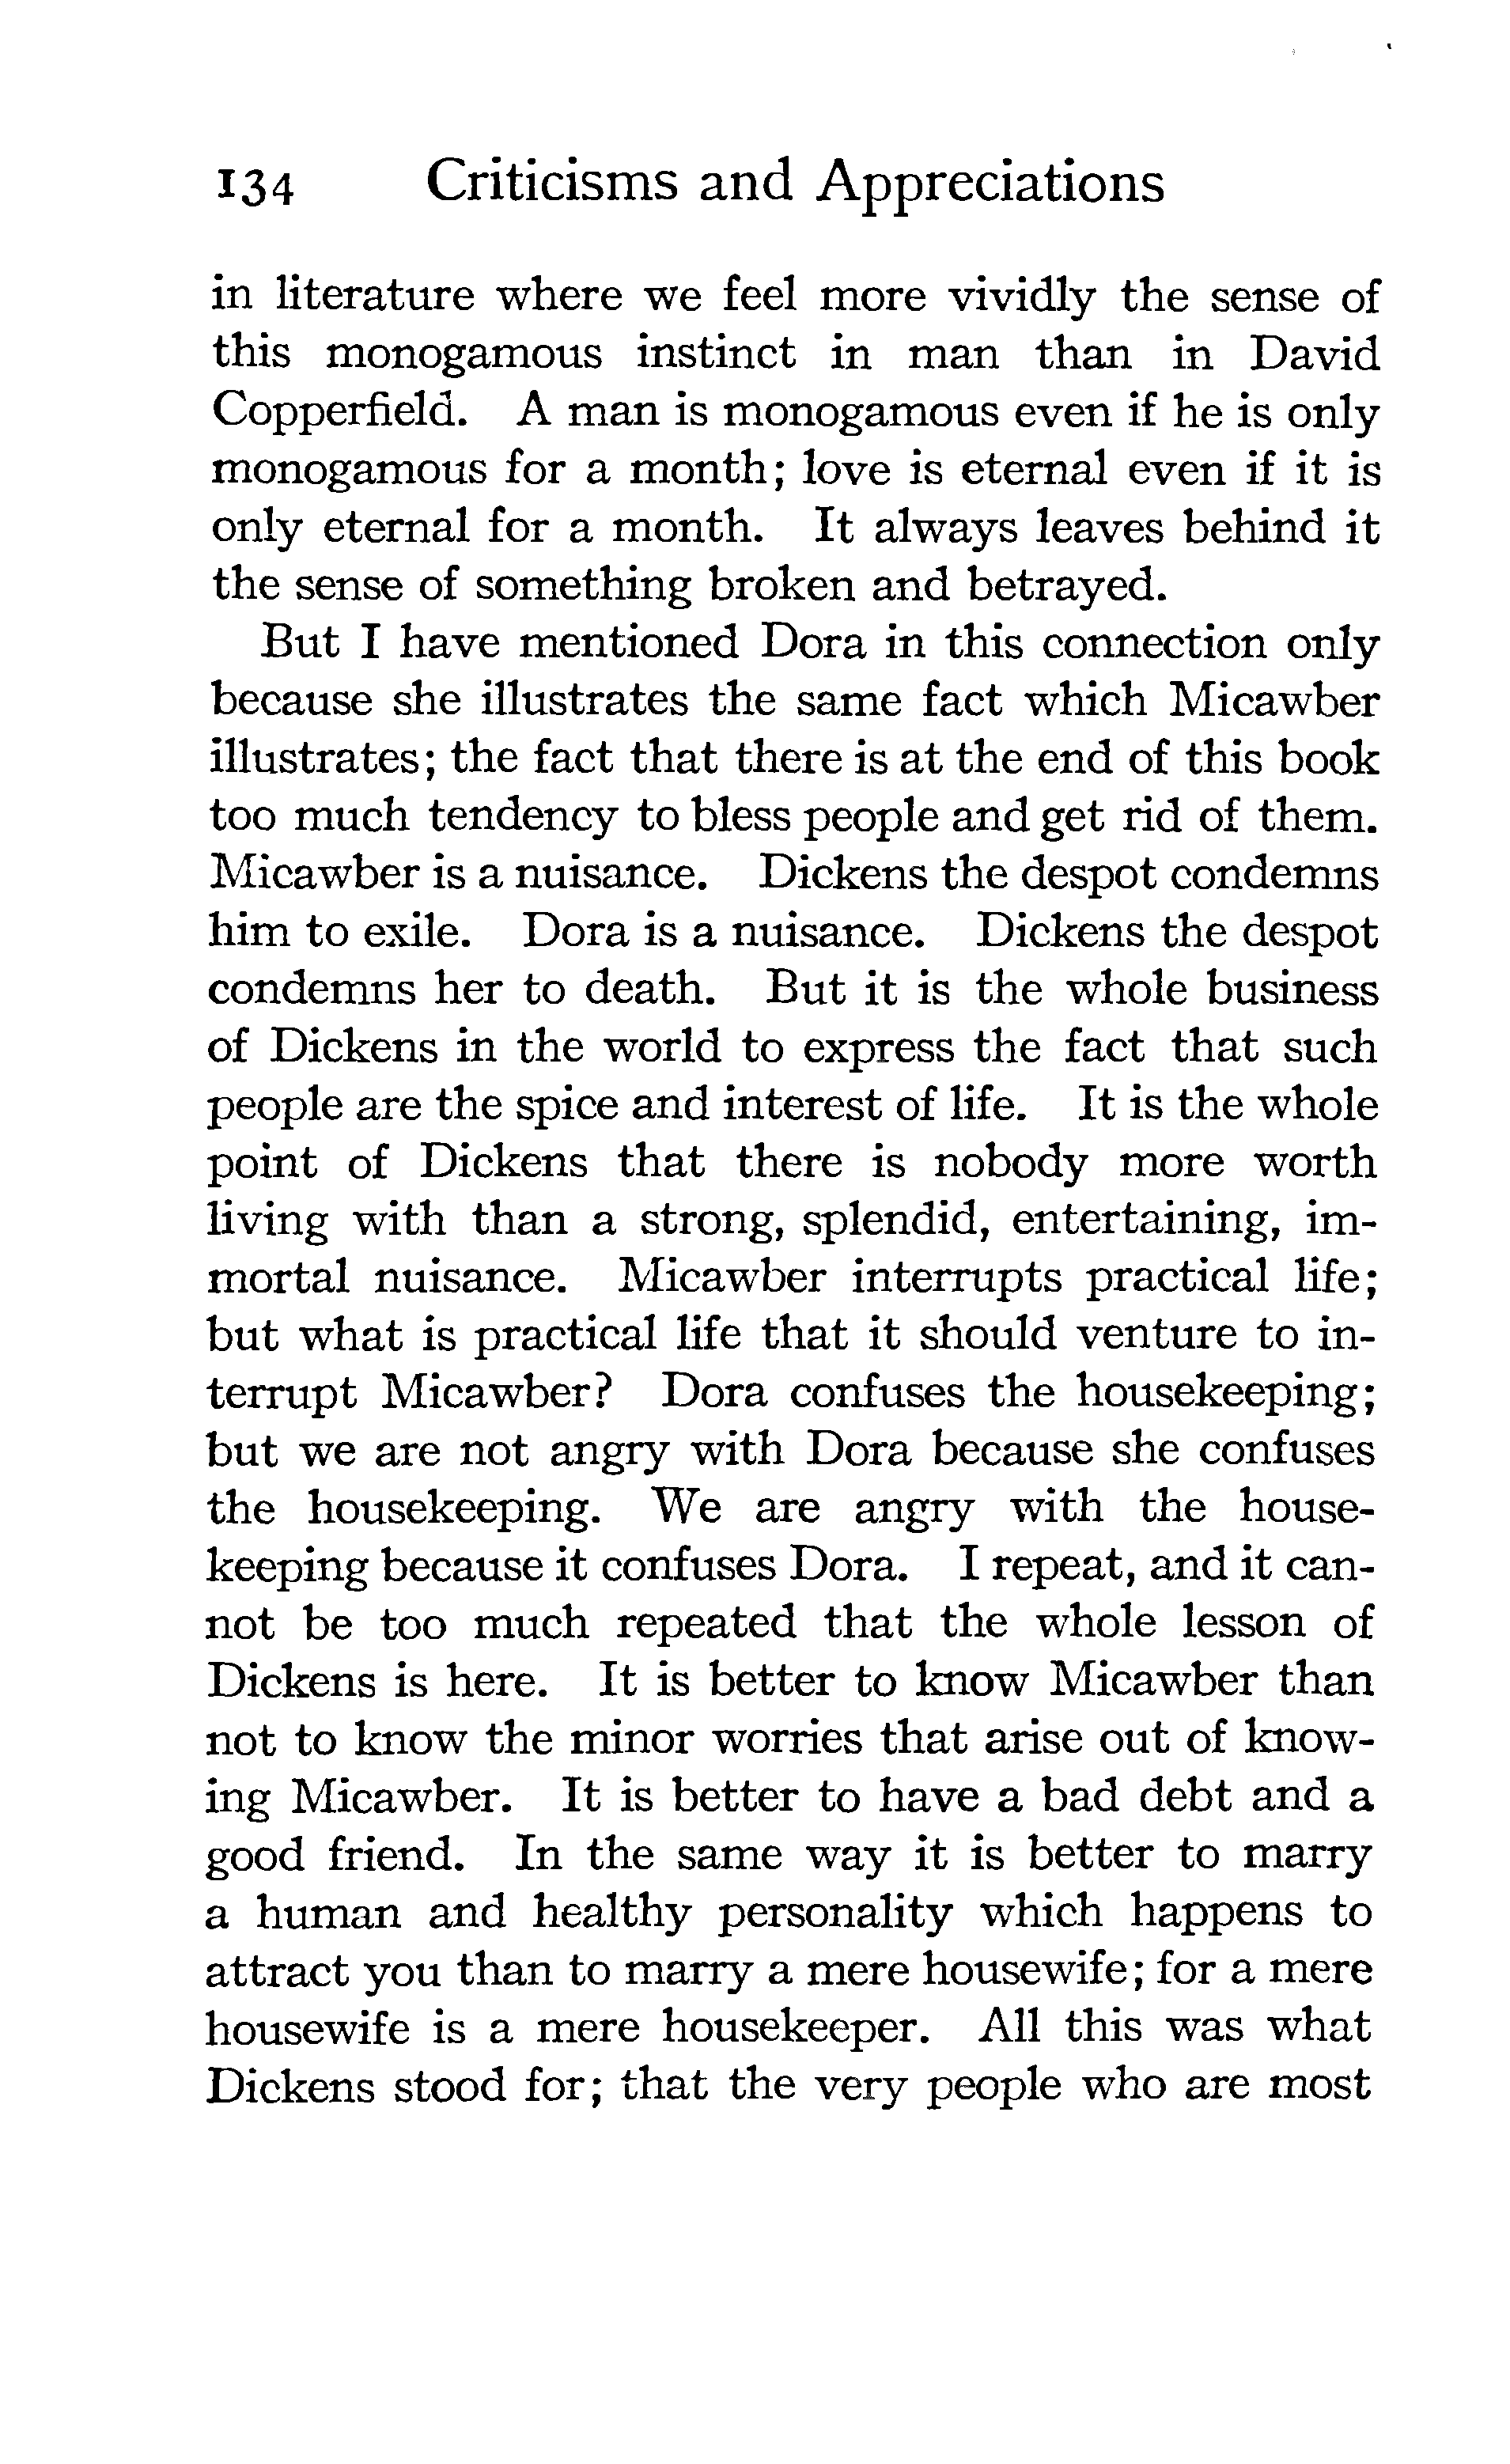 134 Criticisms and Appreciations
in literature where we feel more vividly the sense of
this monogamous instinct in man than in David
Copperfield. A man is monogamous even if he is only
monogamous for a month; love is eternal even if it is
only eternal for a month. It always leaves behind it
the sense of something broken and betrayed.
But I have mentioned Dora in this connection only
because she illustrates the same fact which Micawber
illustrates; the fact that there is at the end of this book
too much tendency to bless people and get rid of them.
Micawber is a nuisance. Dickens the despot condemns
him to exile. Dora is a nuisance. Dickens the despot
condemns her to death. But it is the whole business
of Dickens in the world to express the fact that such
people are the spice and interest of life. It is the whole
point of Dickens that there is nobody more worth
living with than a strong, splendid, entertaining, im-
mortal nuisance. Micawber interrupts practical life;
but what is practical life that it should venture to in-
terrupt Micawber? Dora confuses the housekeeping;
but we are not angry with Dora because she confuses
the housekeeping. We are angry with the house-
keeping because it confuses Dora. I repeat, and it can-
not be too much repeated that the whole lesson of
Dickens is here. It is better to know Micawber than
not to know the minor worries that arise out of know-
ing Micawber. It is better to have a bad debt and a
good friend. In the same way it is better to marry
a human and healthy personality which happens to
attract you than to marry a mere housewife; for a mere
housewife is a mere housekeeper. All this was what
Dickens stood for; that the very people who are most